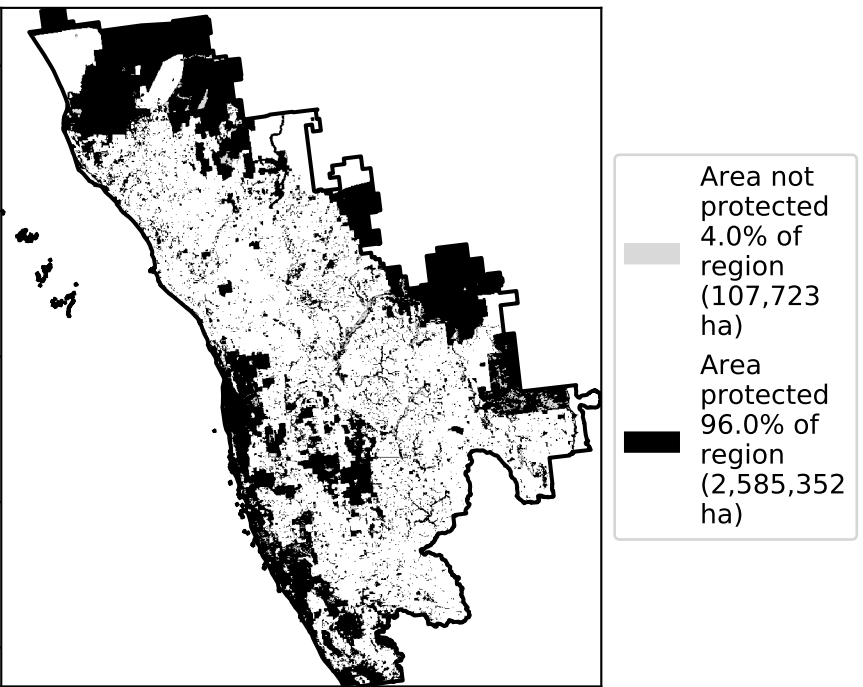 Area not
protected
4.0% of
region
(107,723
ha)
Area
protected
96.0% of
region
(2,585,352
ha)